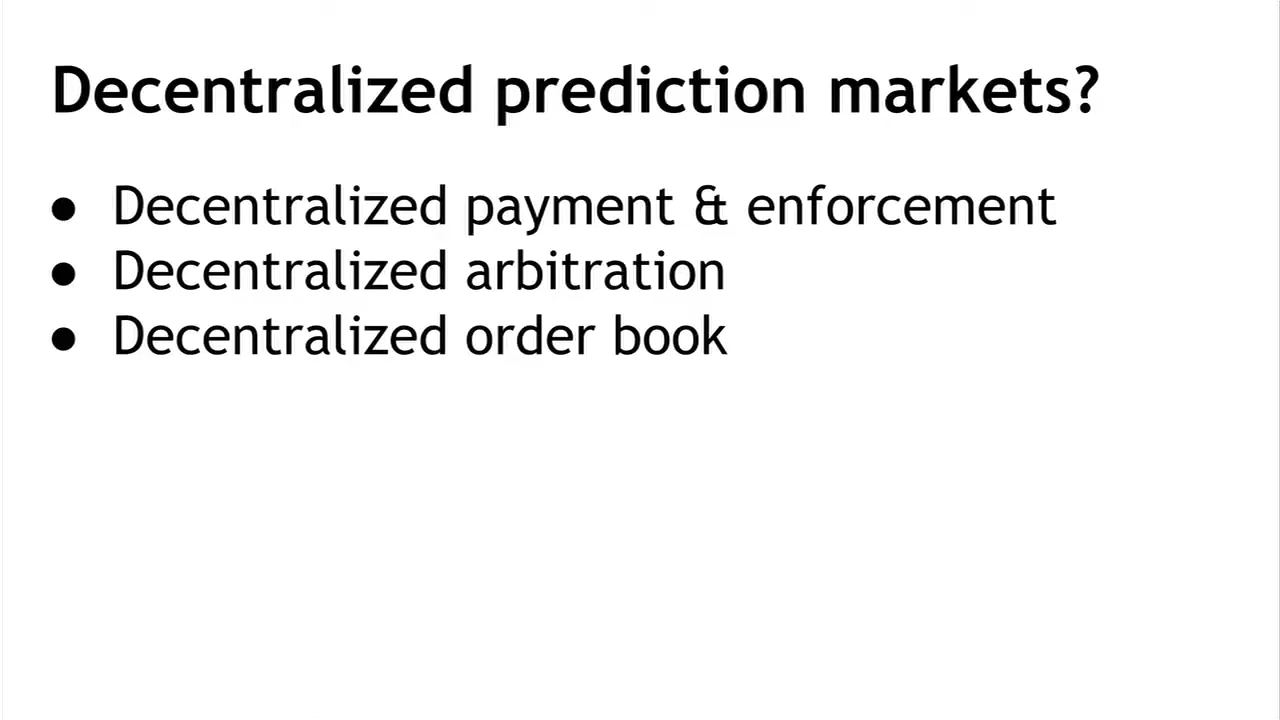 Decentralized prediction markets?
● Decentralized payment & enforcement
● Decentralized arbitration
● Decentralized order book